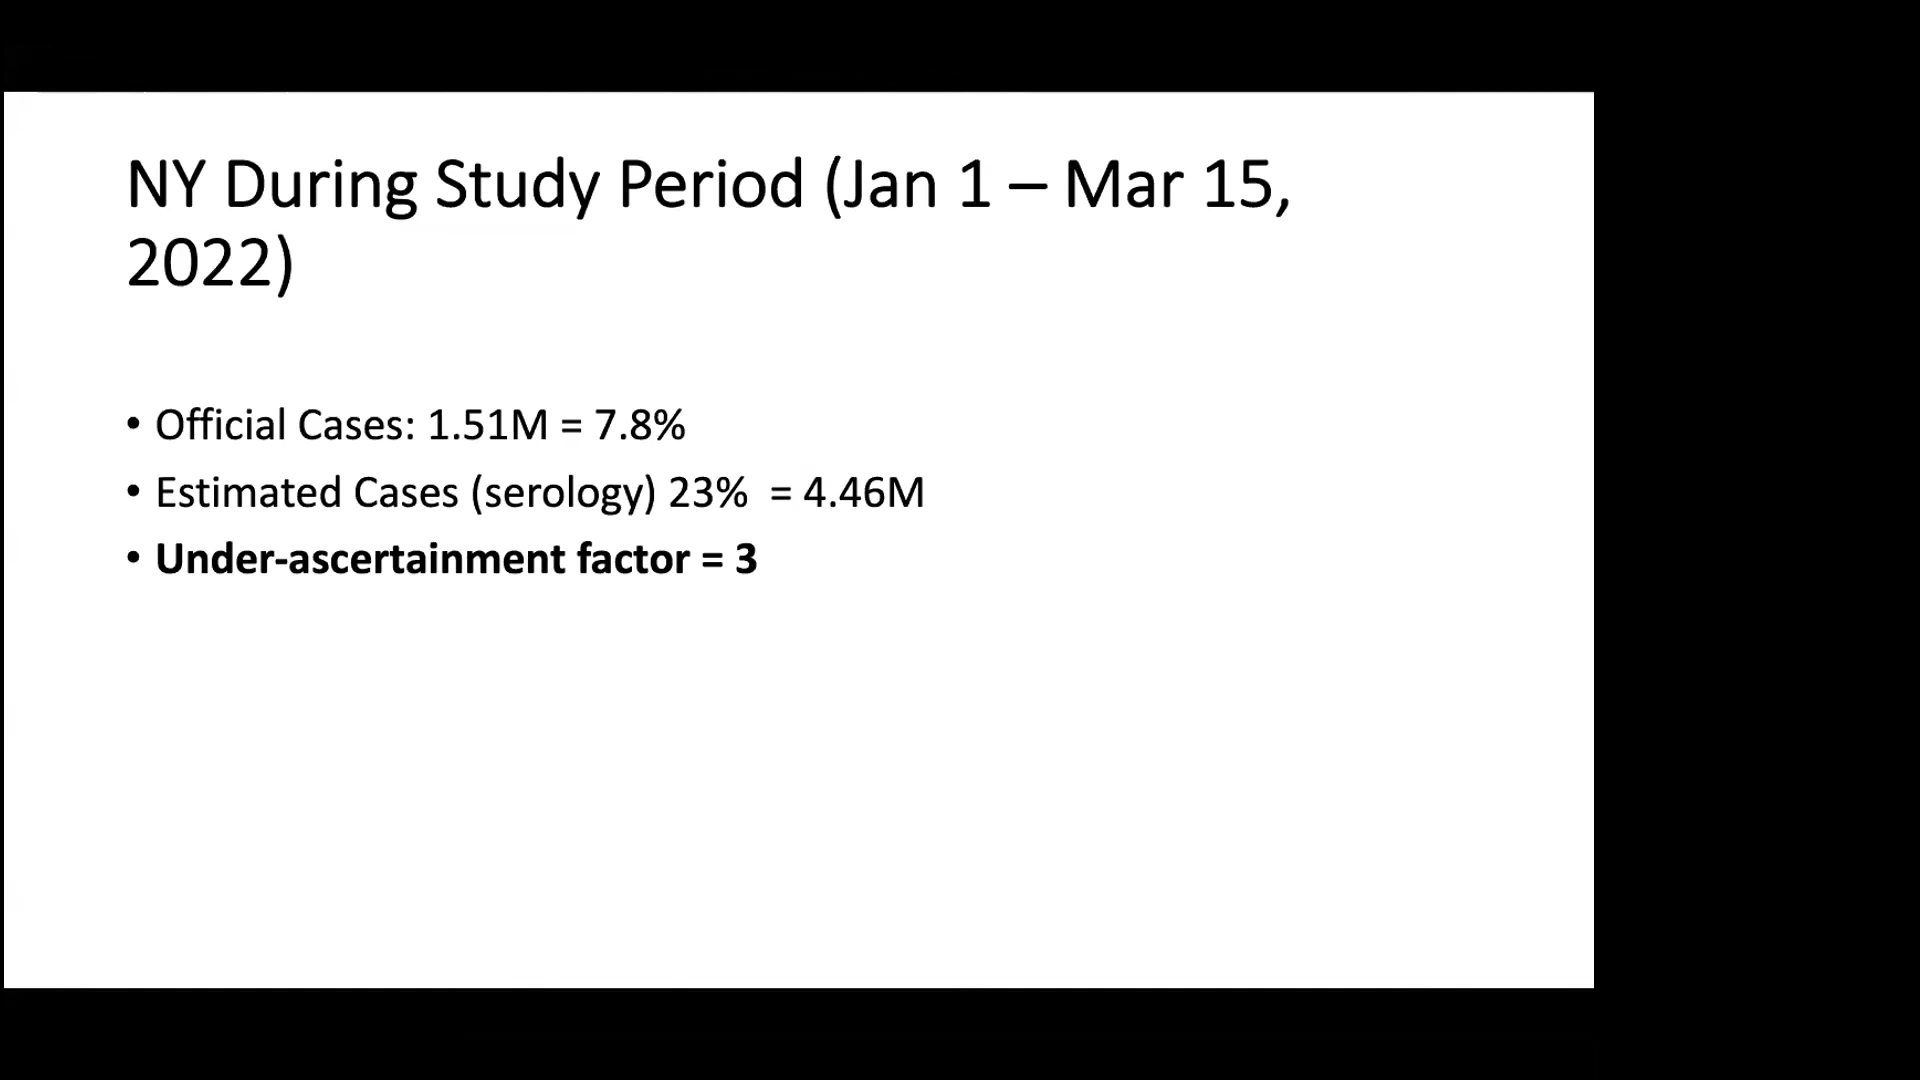 NY During Study Period (Jan 1 – Mar 15,
2022)
• Official Cases: 1.51M = 7.8%
• Estimated Cases (serology) 23%  = 4.46M
• Under-ascertainment factor = 3